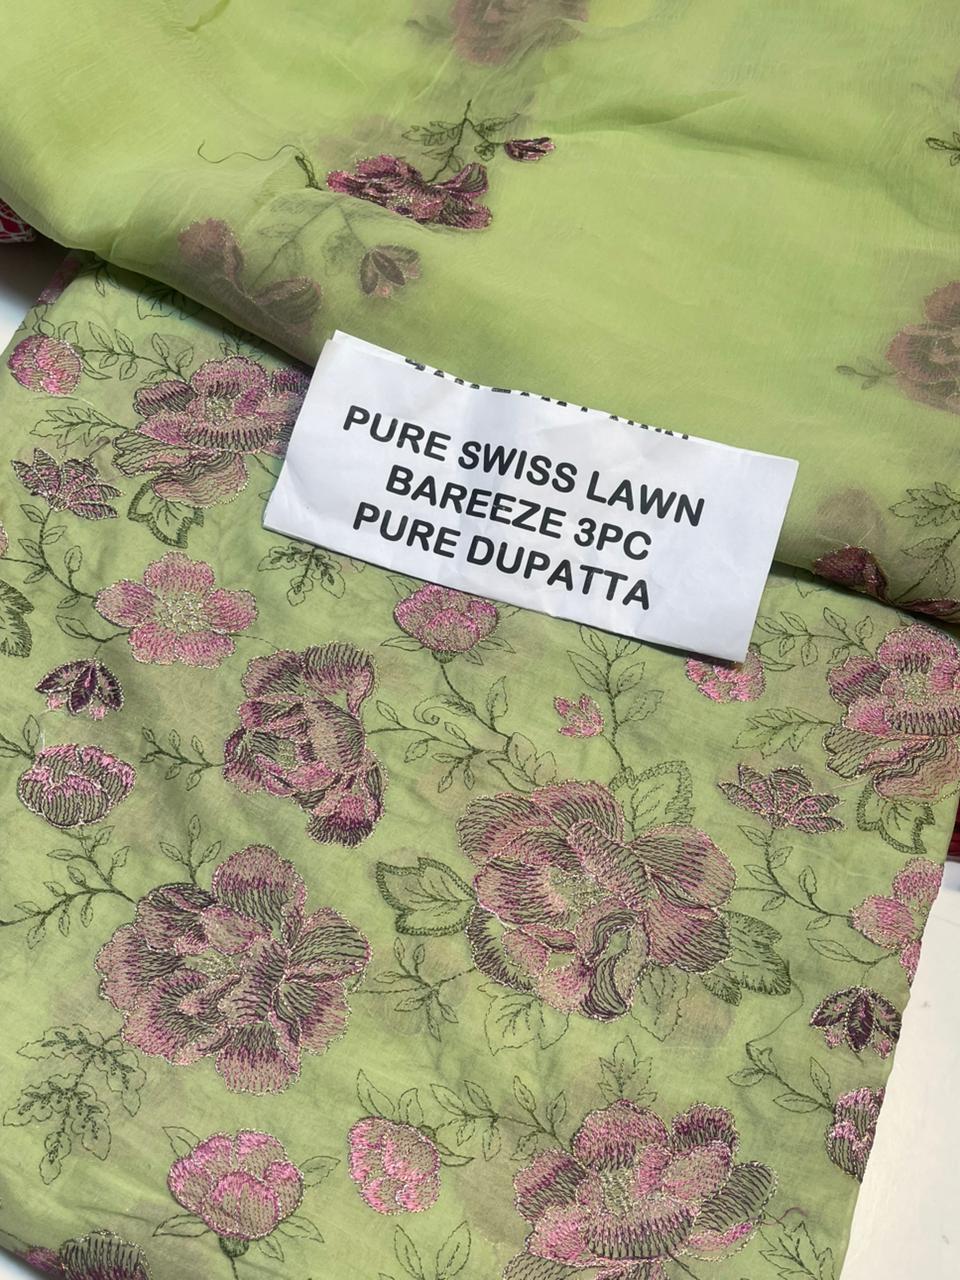 PURE SWISS LAWN
BAREEZE 3PC
PURE DUPATTA